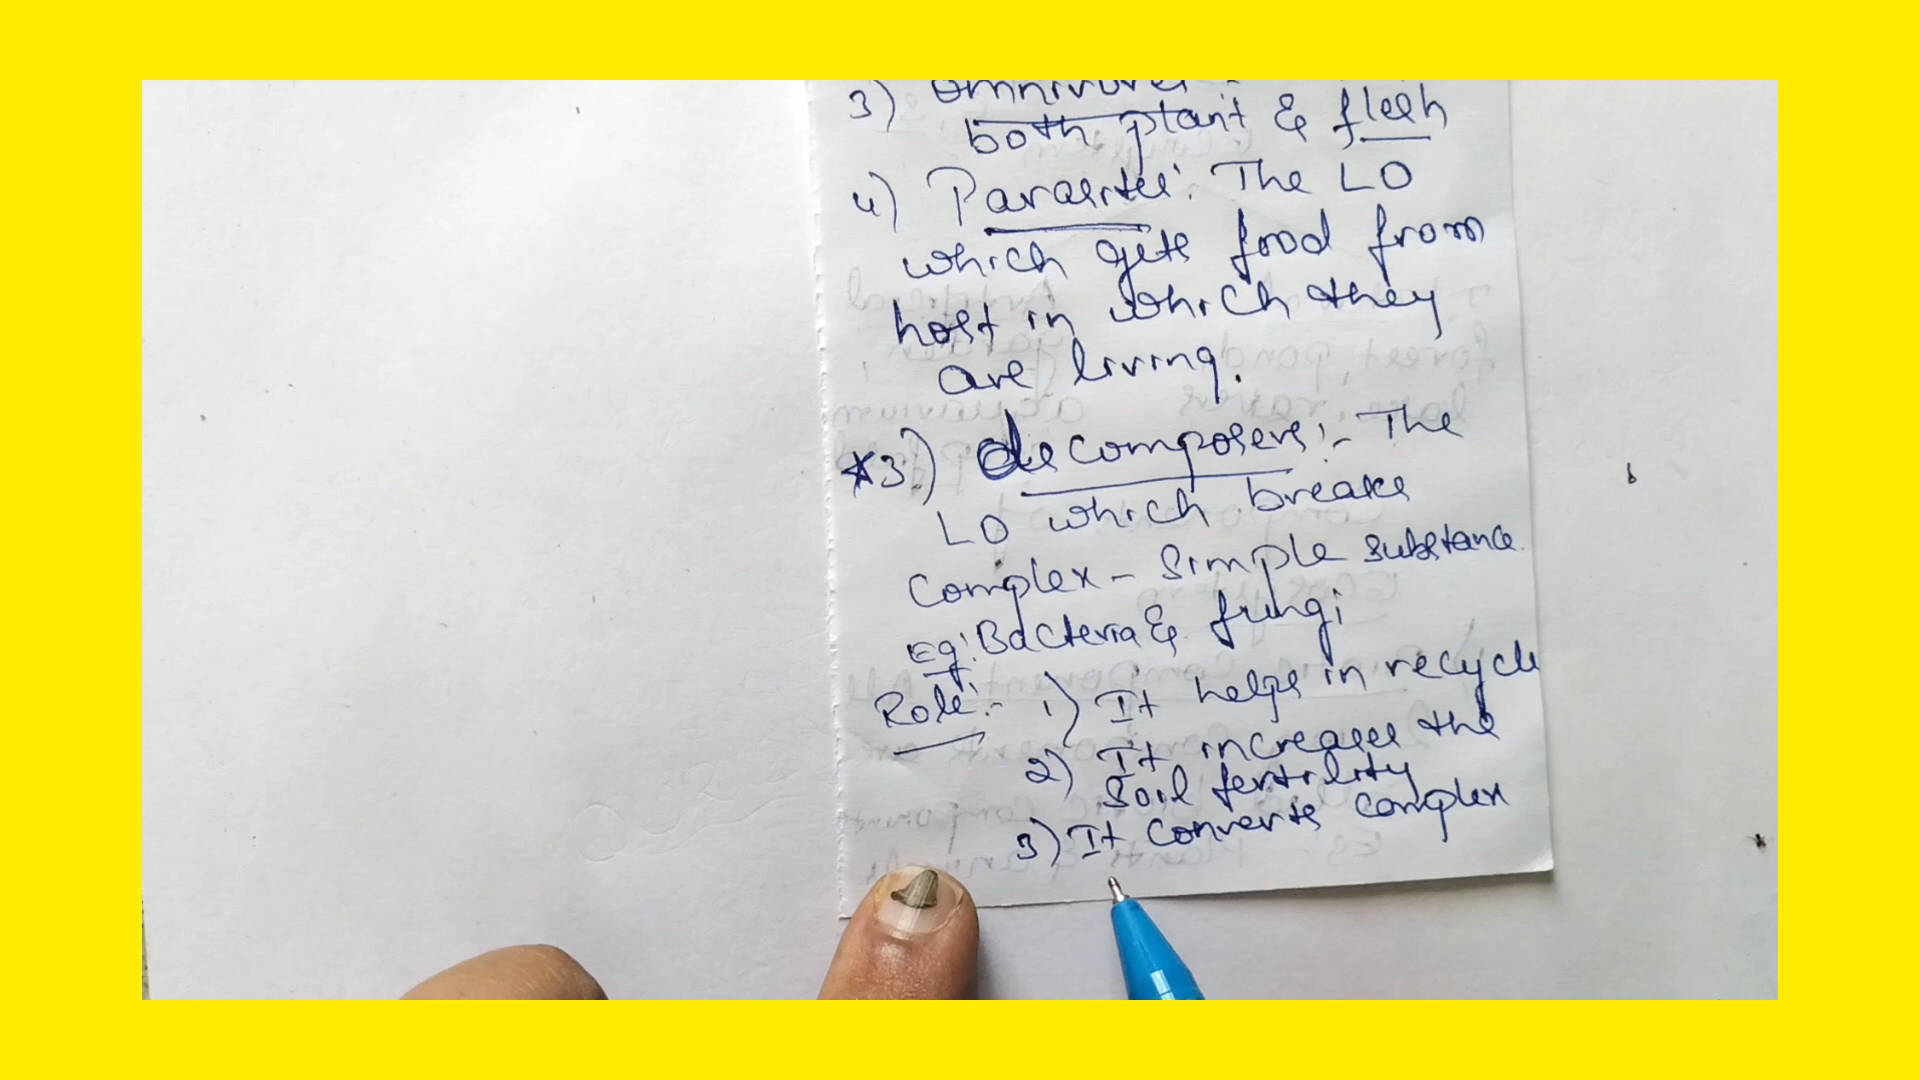 3) Omnivores :-
both plant & flesh
4) Parasites:. The LO
which gets food from
host in which they
are living.
*3) decomposers:- The
LO which breaks
Complex - Simple substance.
Eg: Bacteria & fungi
Role:- 1) It helps in recycle
2) It increases the
Soil fertility
3) It converts complex